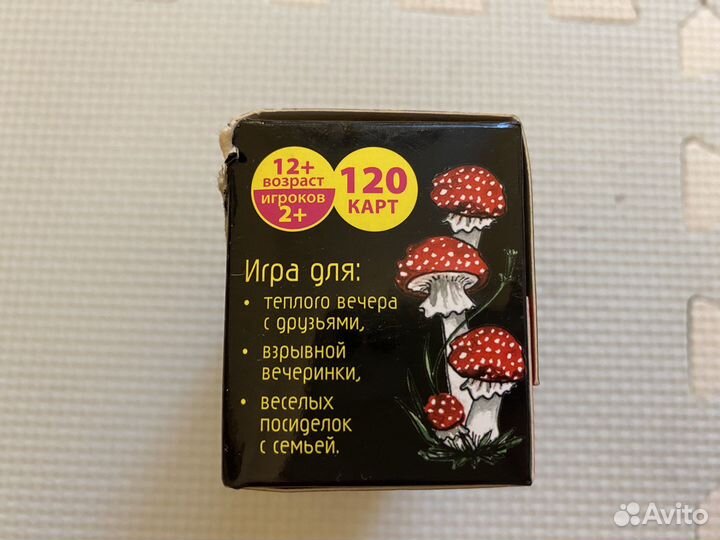 12+
возраст
игроков
2+
120
КАРТ
Игра для:
• теплого вечера
с друзьями,
• взрывной
вечеринки,
• веселых
посиделок
с семьей.
Avito